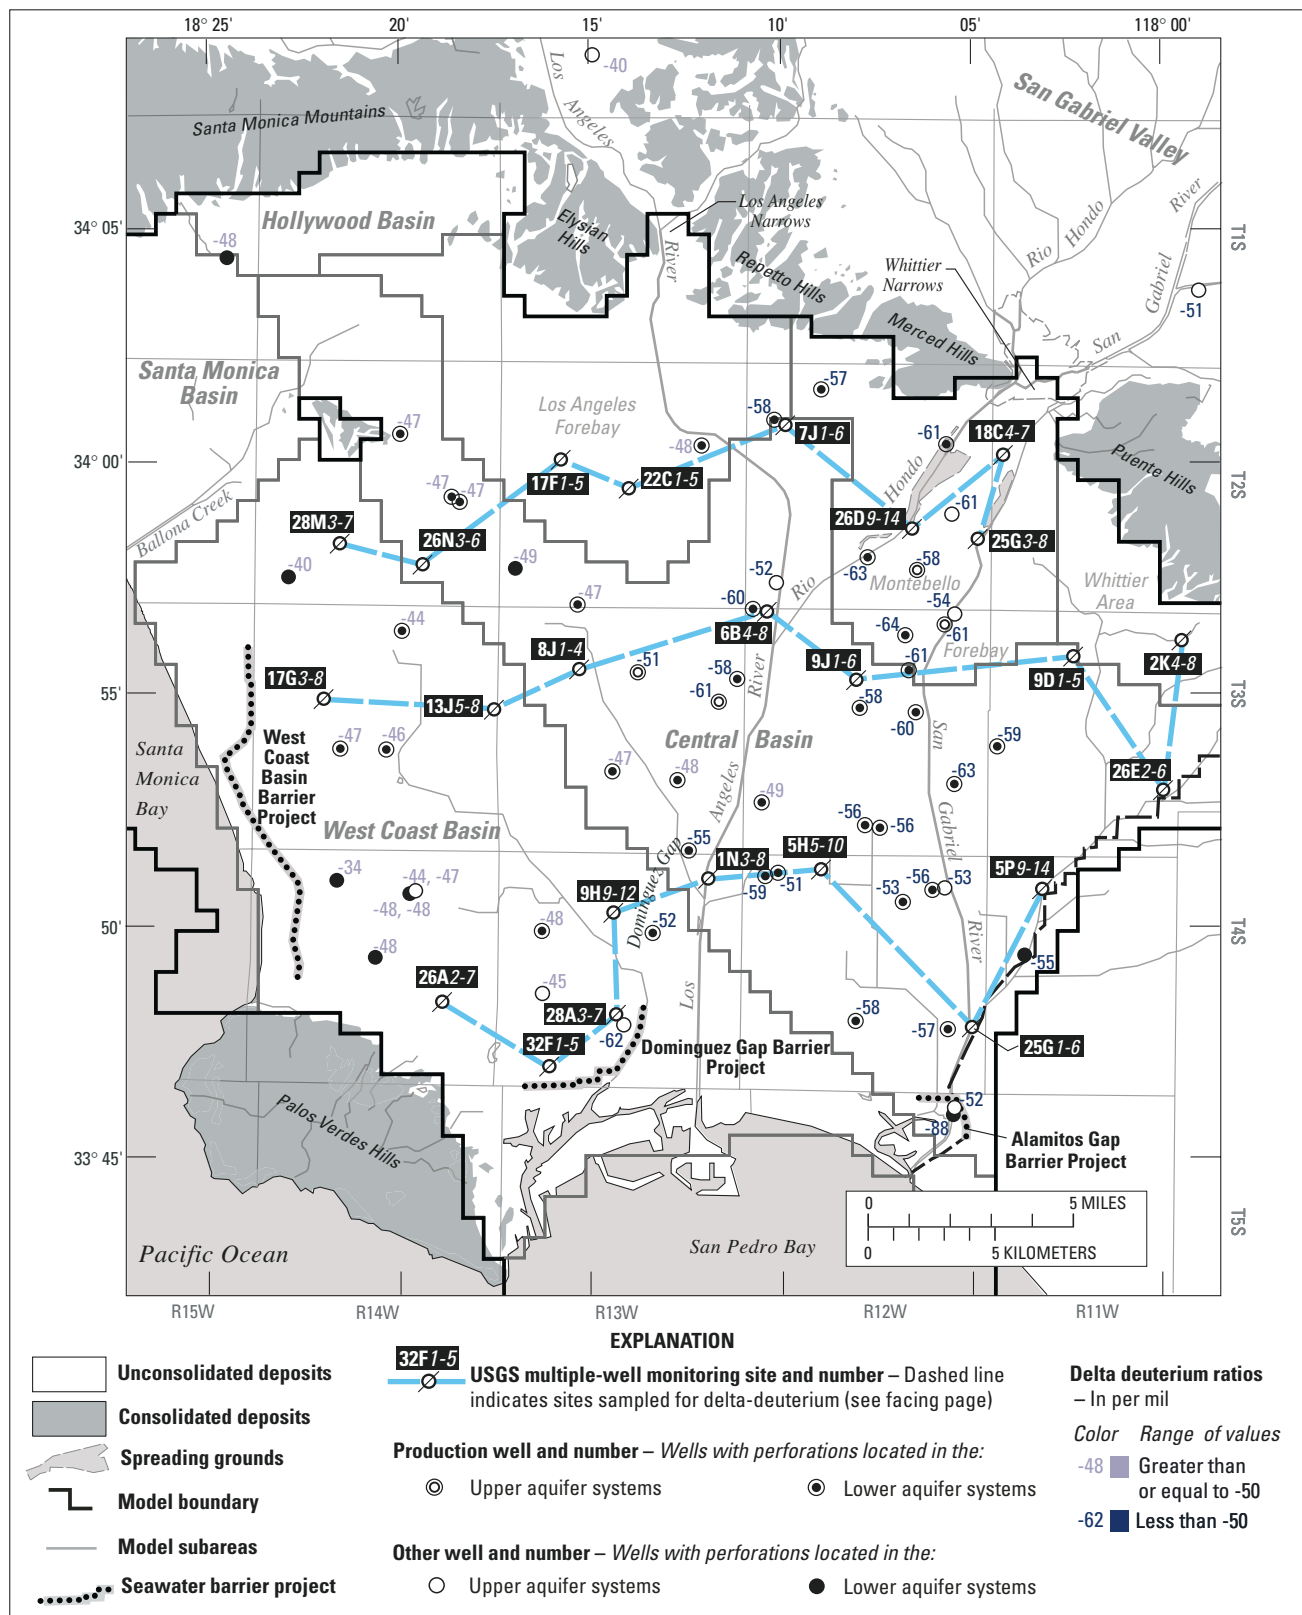 18° 25'
20'
15'
10'
05'
118° 00'
34° 05'
34° 00'
55'
50'
33° 45'
T1S
T2S
T3S
T4S
T5S
R15W
R14W
R13W
R12W
R11W
-40
Los
Angeles
River
San Gabriel Valley
Santa Monica Mountains
Hollywood Basin
-48
Elysian
Hills
Los Angeles
Narrows
Repetto Hills
Whittier
Narrows
Merced Hills
Rio
Hondo
San
Gabriel
River
-51
Santa Monica
Basin
Los Angeles
Forebay
-57
-58
-48
7J1-6
-47
-61
18C4-7
Puente Hills
17F1-5
22C1-5
-47
-47
Hondo
-61
26D9-14
28M3-7
26N3-6
25G3-8
Ballona Creek
-40
-49
-63
-58
Montebello
Whittier
Area
-52
Rio
-47
-60
-54
-44
6B4-8
-64
-61
Forebay
8J1-4
9J1-6
-61
9D1-5
2K4-8
17G3-8
-51
-58
River
-61
-58
13J5-8
-60
San
-59
West
Coast
Basin
Barrier
Project
-47
-46
Central Basin
Santa
Monica
Bay
-47
-48
Angeles
-49
-63
26E2-6
West Coast Basin
-56
-56
Gabriel
-55
Dominguez Gap
1N3-8
5H5-10
-34
-44, -47
-48, -48
-59
-51
-53
-56
-53
5P9-14
9H9-12
-48
-52
-48
River
-55
26A2-7
-45
Los
28A3-7
-62
-58
-57
25G1-6
32F1-5
Dominguez Gap Barrier
Project
-52
-88
Alamitos Gap
Barrier Project
Palos Verdes Hills
Pacific Ocean
San Pedro Bay
0
5 MILES
0
5 KILOMETERS
EXPLANATION
Unconsolidated deposits
Consolidated deposits
Spreading grounds
Model boundary
Model subareas
Seawater barrier project
32F1-5
USGS multiple-well monitoring site and number – Dashed line
indicates sites sampled for delta-deuterium (see facing page)
Production well and number – Wells with perforations located in the:
Upper aquifer systems
Lower aquifer systems
Other well and number – Wells with perforations located in the:
Upper aquifer systems
Lower aquifer systems
Delta deuterium ratios
– In per mil
Color Range of values
-48 Greater than
or equal to -50
-62 Less than -50